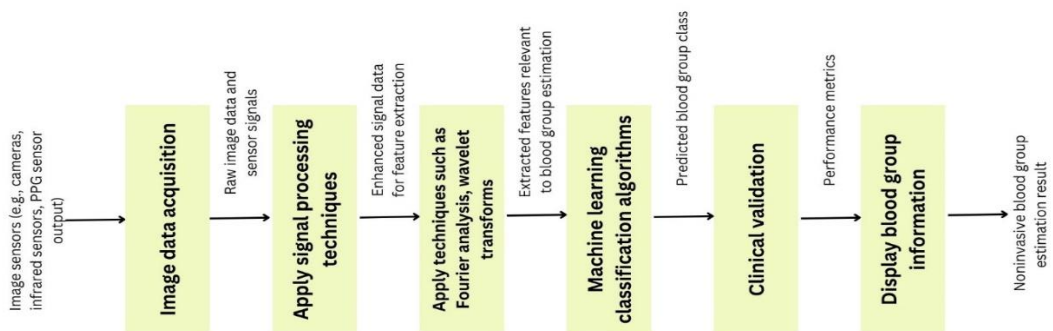 Image sensors (e.g., cameras,
infrared sensors, PPG sensor
output)
Image data acquisition
Raw image data and
sensor signals
Apply signal processing
techniques
Enhanced signal data
for feature extraction
Apply techniques such as
Fourier analysis, wavelet
transforms
Extracted features relevant
to blood group estimation
Machine learning
classification algorithms
Predicted blood group class
Clinical validation
Performance metrics
Display blood group
information
Noninvasive blood group
estimation result